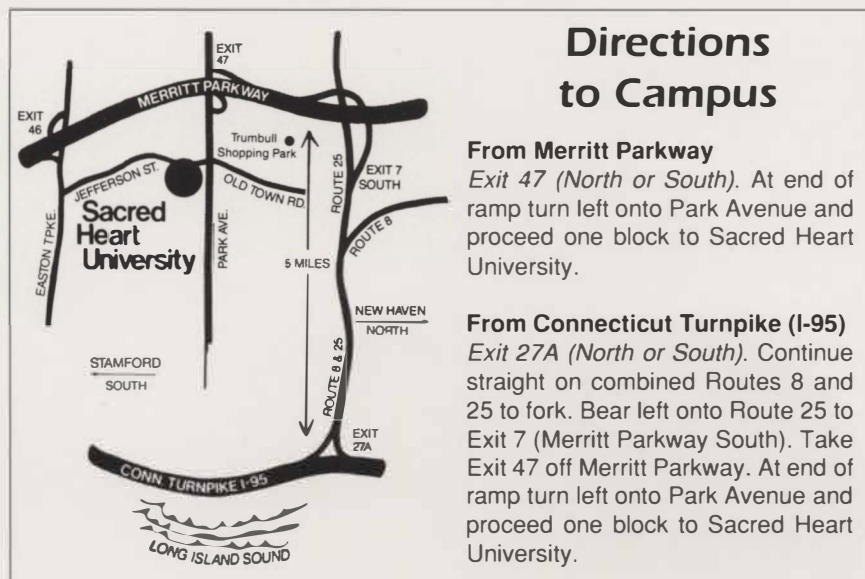 EXIT
47
MERRITT PARKWAY
EXIT
46
Trumbull
Shopping Park
JEFFERSON ST.
OLD TOWN RD.
ROUTE 25
EXIT 7
SOUTH
Sacred
Heart
University
EASTON TPKE.
PARK AVE.
ROUTE 8
5 MILES
NEW HAVEN
NORTH
STAMFORD
SOUTH
ROUTE 8 & 25
EXIT
27A
CONN. TURNPIKE I-95
LONG ISLAND SOUND
Directions
to Campus
From Merritt Parkway
Exit 47 (North or South). At end of
ramp turn left onto Park Avenue and
proceed one block to Sacred Heart
University.
From Connecticut Turnpike (I-95)
Exit 27A (North or South). Continue
straight on combined Routes 8 and
25 to fork. Bear left onto Route 25 to
Exit 7 (Merritt Parkway South). Take
Exit 47 off Merritt Parkway. At end of
ramp turn left onto Park Avenue and
proceed one block to Sacred Heart
University.